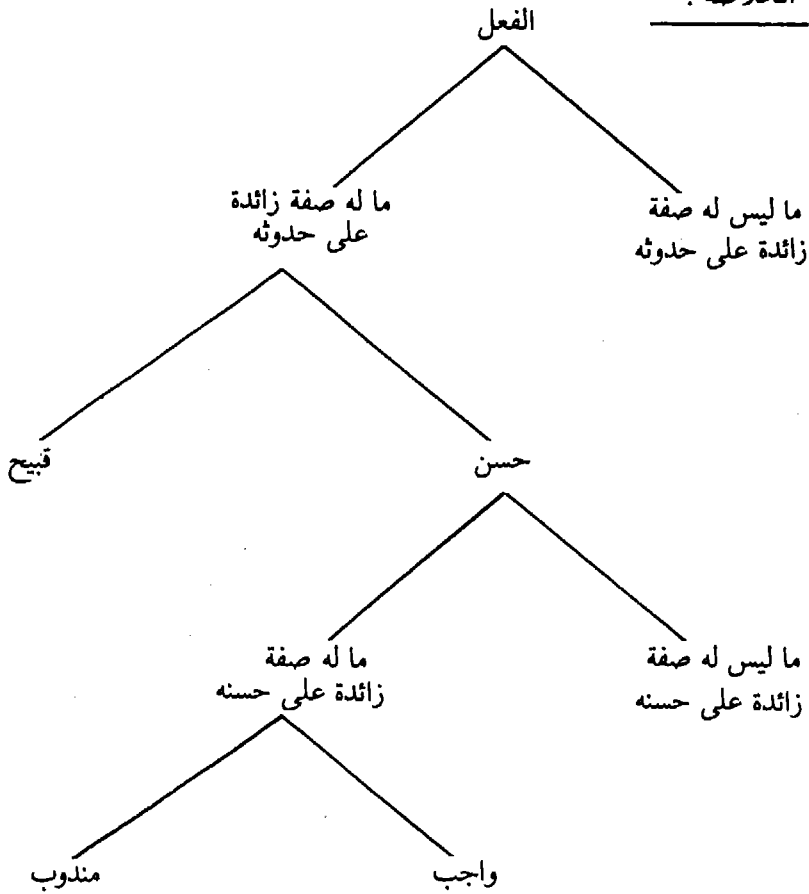 الخلاصة :
الفعل
ما ليس له صفة
زائدة على حدوثه
ما له صفة زائدة
على حدوثه
حسن
قبيح
ما ليس له صفة
زائدة على حسنه
ما له صفة
زائدة على حسنه
واجب
مندوب